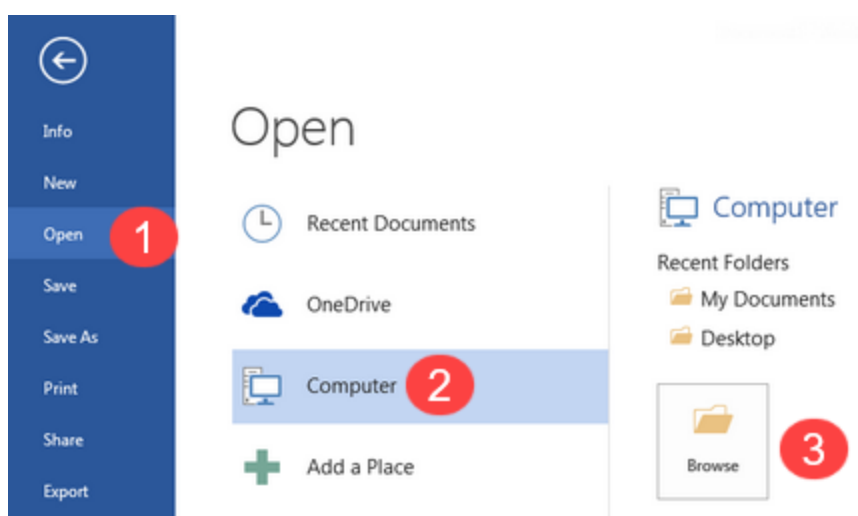 Info
New
Open 1
Save
Save As
Print
Share
Export
Open
Recent Documents
OneDrive
Computer 2
Add a Place
Computer
Recent Folders
My Documents
Desktop
Browse 3